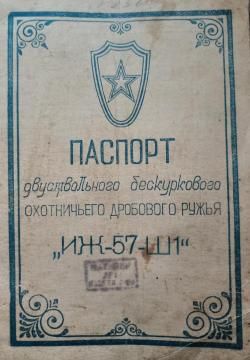 ПАСПОРТ
двуствольного бескуркового
ОХОТНИЧЬЕГО ДРОБОВОГО РУЖЬЯ
„ИЖ-57-Ш1“